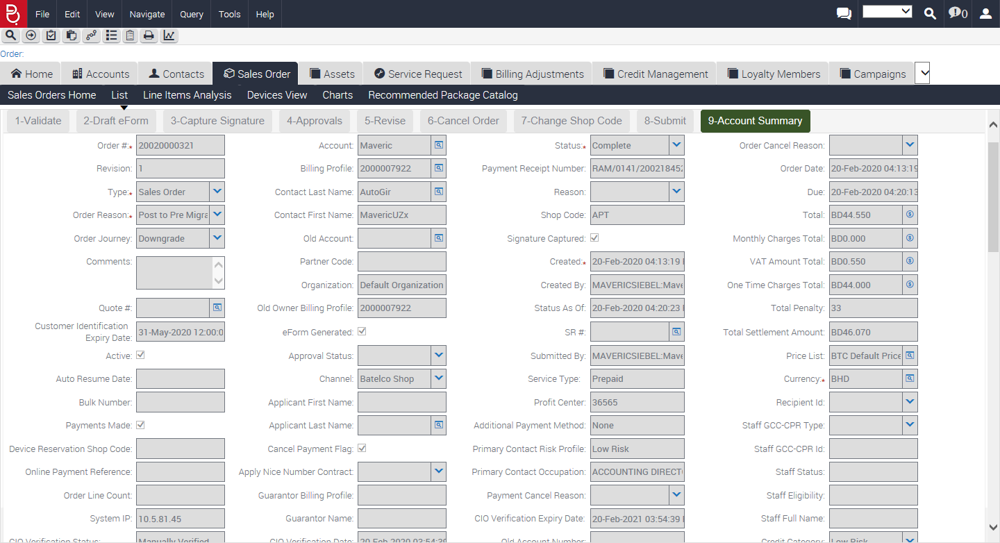 File Edit View Navigate Query Tools Help 0
Order:
Home Accounts Contacts Sales Order Assets Service Request Billing Adjustments Credit Management Loyalty Members Campaigns
Sales Orders Home List Line Items Analysis Devices View Charts Recommended Package Catalog
1-Validate 2-Draft eForm 3-Capture Signature 4-Approvals 5-Revise 6-Cancel Order 7-Change Shop Code 8-Submit 9-Account Summary
Order #:* 20020000321 Account: Maveric Status:* Complete Order Cancel Reason:
Revision: 1 Billing Profile: 2000007922 Payment Receipt Number: RAM/0141/200218452 Order Date: 20-Feb-2020 04:13:19
Type:* Sales Order Contact Last Name: AutoGir Reason: Due: 20-Feb-2020 04:20:13
Order Reason:* Post to Pre Migra Contact First Name: MavericUZx Shop Code: APT Total: BD44.550
Order Journey: Downgrade Old Account: Signature Captured: Monthly Charges Total: BD0.000
Comments: Partner Code: Created:* 20-Feb-2020 04:13:19 VAT Amount Total: BD0.550
Organization: Default Organization Created By: MAVERICSIEBEL:Mave One Time Charges Total: BD44.000
Quote #: Old Owner Billing Profile: 2000007922 Status As Of: 20-Feb-2020 04:20:23 Total Penalty: 33
Customer Identification
Expiry Date: 31-May-2020 12:00:0 eForm Generated: SR #: Total Settlement Amount: BD46.070
Active: Approval Status: Submitted By: MAVERICSIEBEL:Mave Price List: BTC Default Price
Auto Resume Date: Channel: Batelco Shop Service Type: Prepaid Currency:* BHD
Bulk Number: Applicant First Name: Profit Center: 36565 Recipient Id:
Payments Made: Applicant Last Name: Additional Payment Method: None Staff GCC-CPR Type:
Device Reservation Shop Code: Cancel Payment Flag: Primary Contact Risk Profile: Low Risk Staff GCC-CPR Id:
Online Payment Reference: Apply Nice Number Contract: Primary Contact Occupation: ACCOUNTING DIRECT Staff Status:
Order Line Count: Guarantor Billing Profile: Payment Cancel Reason: Staff Eligibility:
System IP: 10.5.81.45 Guarantor Name: CIO Verification Expiry Date: 20-Feb-2021 03:54:39 Staff Full Name:
CIO Verification Status: Manually Verified CIO Verification Date: 20-Feb-2020 03:54:39 Old Account Number: Credit Category: Low Risk